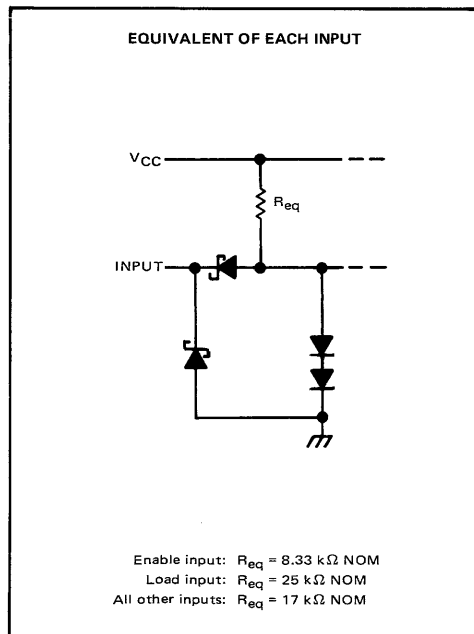 EQUIVALENT OF EACH INPUT
VCC
Req
INPUT
Enable input: Req = 8.33 kΩ NOM
Load input: Req = 25 kΩ NOM
All other inputs: Req = 17 kΩ NOM